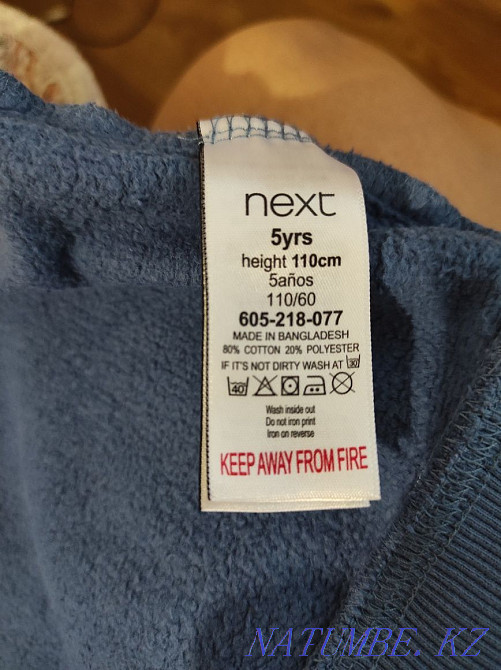 next
5yrs
height 110cm
5años
110/60
605-218-077
MADE IN BANGLADESH
80% COTTON 20% POLYESTER
IF IT'S NOT DIRTY WASH AT 30
40
Wash inside out
Do not iron print
Iron on reverse
KEEP AWAY FROM FIRE
NATUMBE.KZ